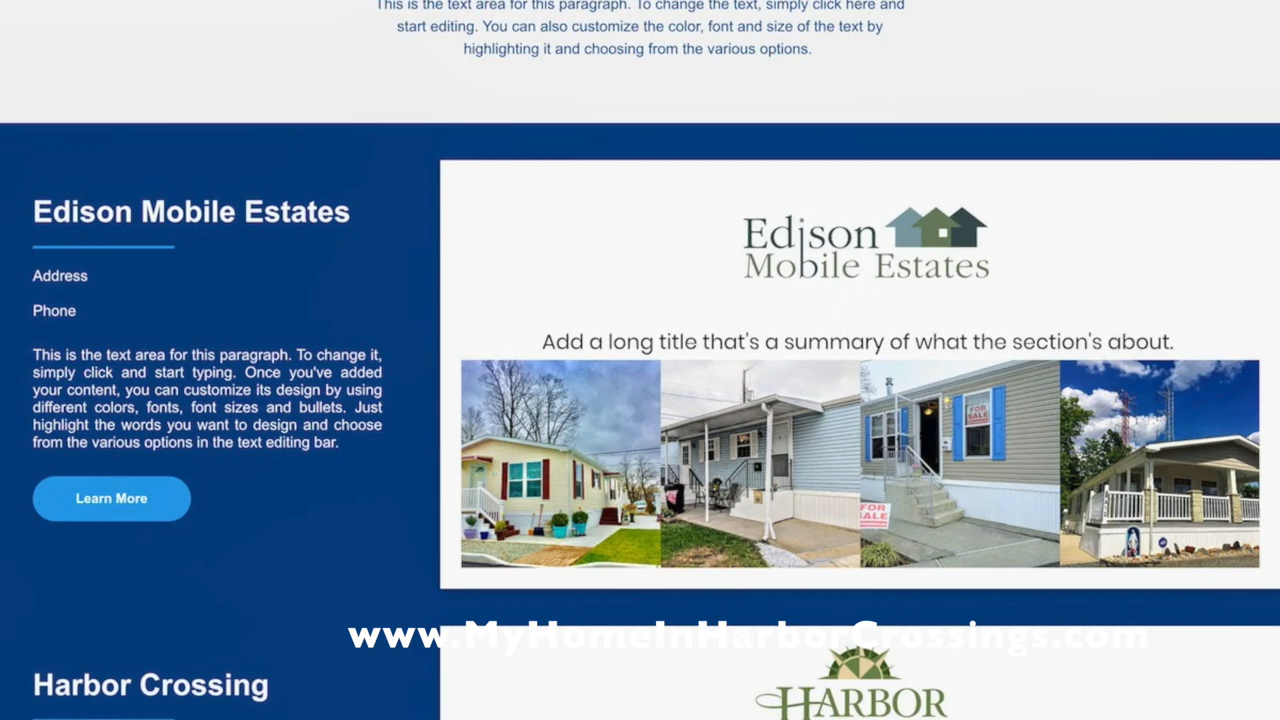 This is the text area for this paragraph. To change the text, simply click here and
start editing. You can also customize the color, font and size of the text by
highlighting it and choosing from the various options.
Edison Mobile Estates
Address
Phone
This is the text area for this paragraph. To change it,
simply click and start typing. Once you've added
your content, you can customize its design by using
different colors, fonts, font sizes and bullets. Just
highlight the words you want to design and choose
from the various options in the text editing bar.
Learn More
Edison
Mobile Estates
Add a long title that's a summary of what the section's about.
FOR
SALE
FOR
SALE
www.MyHomeInHarborCrossings.com
Harbor Crossing
HARBOR